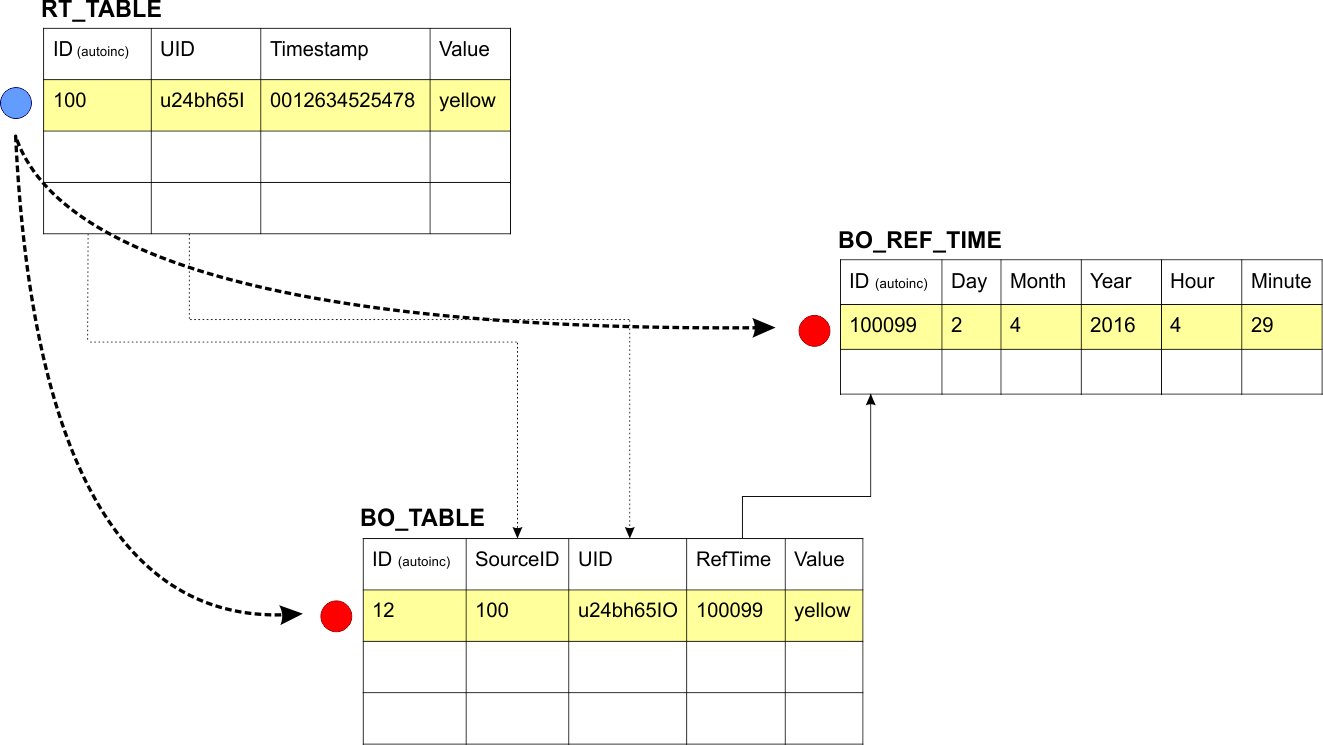 RT_TABLE
ID (autoinc) UID Timestamp Value
100 u24bh65I 0012634525478 yellow
BO_REF_TIME
ID (autoinc) Day Month Year Hour Minute
100099 2 4 2016 4 29
BO_TABLE
ID (autoinc) SourceID UID RefTime Value
12 100 u24bh65IO 100099 yellow